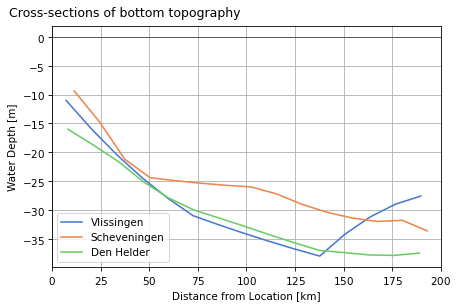 Cross-sections of bottom topography
Water Depth [m]
0
−5
−10
−15
−20
−25
−30
−35
Vlissingen
Scheveningen
Den Helder
0 25 50 75 100 125 150 175 200
Distance from Location [km]